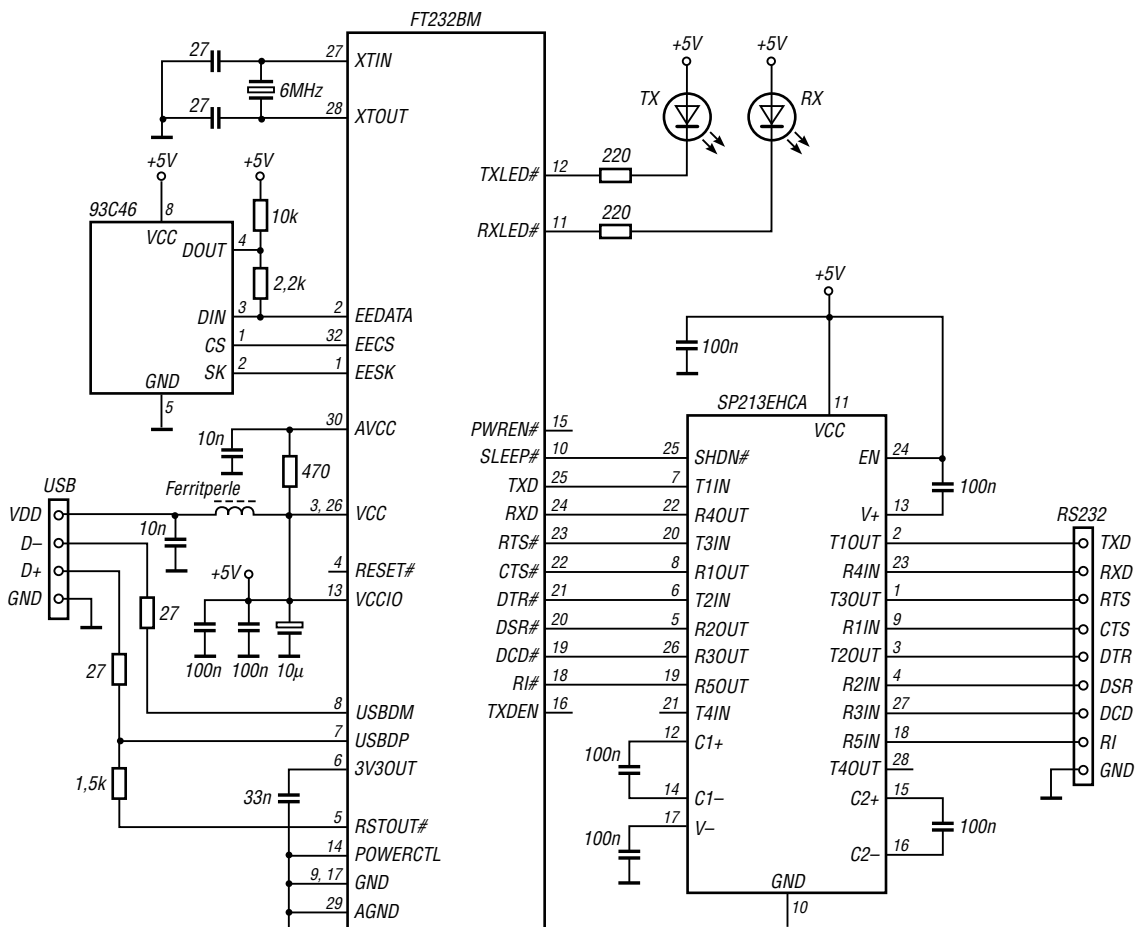 FT232BM
27
27
XTIN
6MHz
27
28
XTOUT
+5V
+5V
TX
RX
TXLED#
12
220
RXLED#
11
220
+5V
+5V
93C46
8
VCC
10k
DOUT
4
2,2k
DIN
3
2
EEDATA
CS
1
32
EECS
SK
2
1
EESK
GND
5
+5V
100n
SP213EHCA
11
VCC
30
AVCC
10n
470
USB
Ferritperle
VDD
3, 26
VCC
10n
D–
D+
GND
4
RESET#
+5V
13
VCCIO
27
100n
100n
10µ
27
8
USBDM
7
USBDP
6
3V3OUT
1,5k
33n
5
RSTOUT#
14
POWERCTL
9, 17
GND
29
AGND
PWREN#
15
SLEEP#
10
25
SHDN#
EN
24
TXD
25
7
T1IN
100n
RXD
24
22
R4OUT
V+
13
RS232
RTS#
23
20
T3IN
T1OUT
2
TXD
CTS#
22
8
R1OUT
R4IN
23
RXD
DTR#
21
6
T2IN
T3OUT
1
RTS
DSR#
20
5
R2OUT
R1IN
9
CTS
DCD#
19
26
R3OUT
T2OUT
3
DTR
RI#
18
19
R5OUT
R2IN
4
DSR
TXDEN
16
21
T4IN
R3IN
27
DCD
12
C1+
R5IN
18
RI
100n
T4OUT
28
GND
14
C1–
C2+
15
17
V–
100n
100n
C2–
16
GND
10